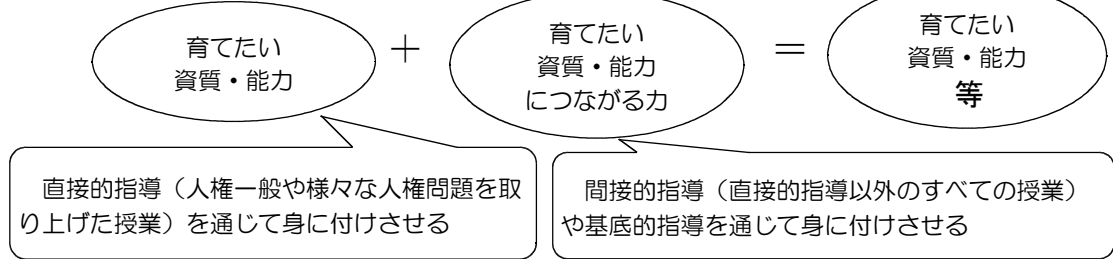 育てたい
資質・能力
＋
育てたい
資質・能力
につながる力
＝
育てたい
資質・能力
等
直接的指導（人権一般や様々な人権問題を取
り上げた授業）を通じて身に付けさせる
間接的指導（直接的指導以外のすべての授業）
や基底的指導を通じて身に付けさせる